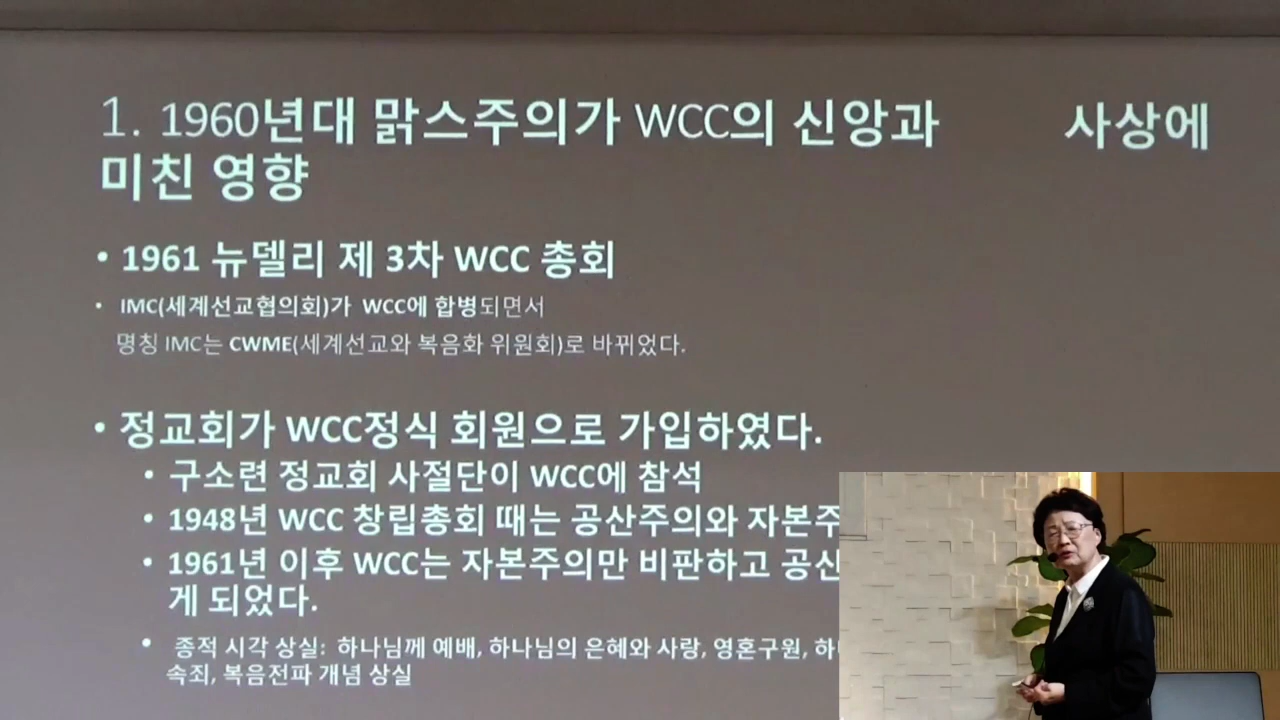 1. 1960년대 맑스주의가 WCC의 신앙과 사상에
미친 영향
• 1961 뉴델리 제 3차 WCC 총회
• IMC(세계선교협의회)가 WCC에 합병되면서
명칭 IMC는 CWME(세계선교와 복음화 위원회)로 바뀌었다.
• 정교회가 WCC정식 회원으로 가입하였다.
• 구소련 정교회 사절단이 WCC에 참석
• 1948년 WCC 창립총회 때는 공산주의와 자본주
• 1961년 이후 WCC는 자본주의만 비판하고 공산
게 되었다.
• 종적 시각 상실: 하나님께 예배, 하나님의 은혜와 사랑, 영혼구원,
속죄, 복음전파 개념 상실